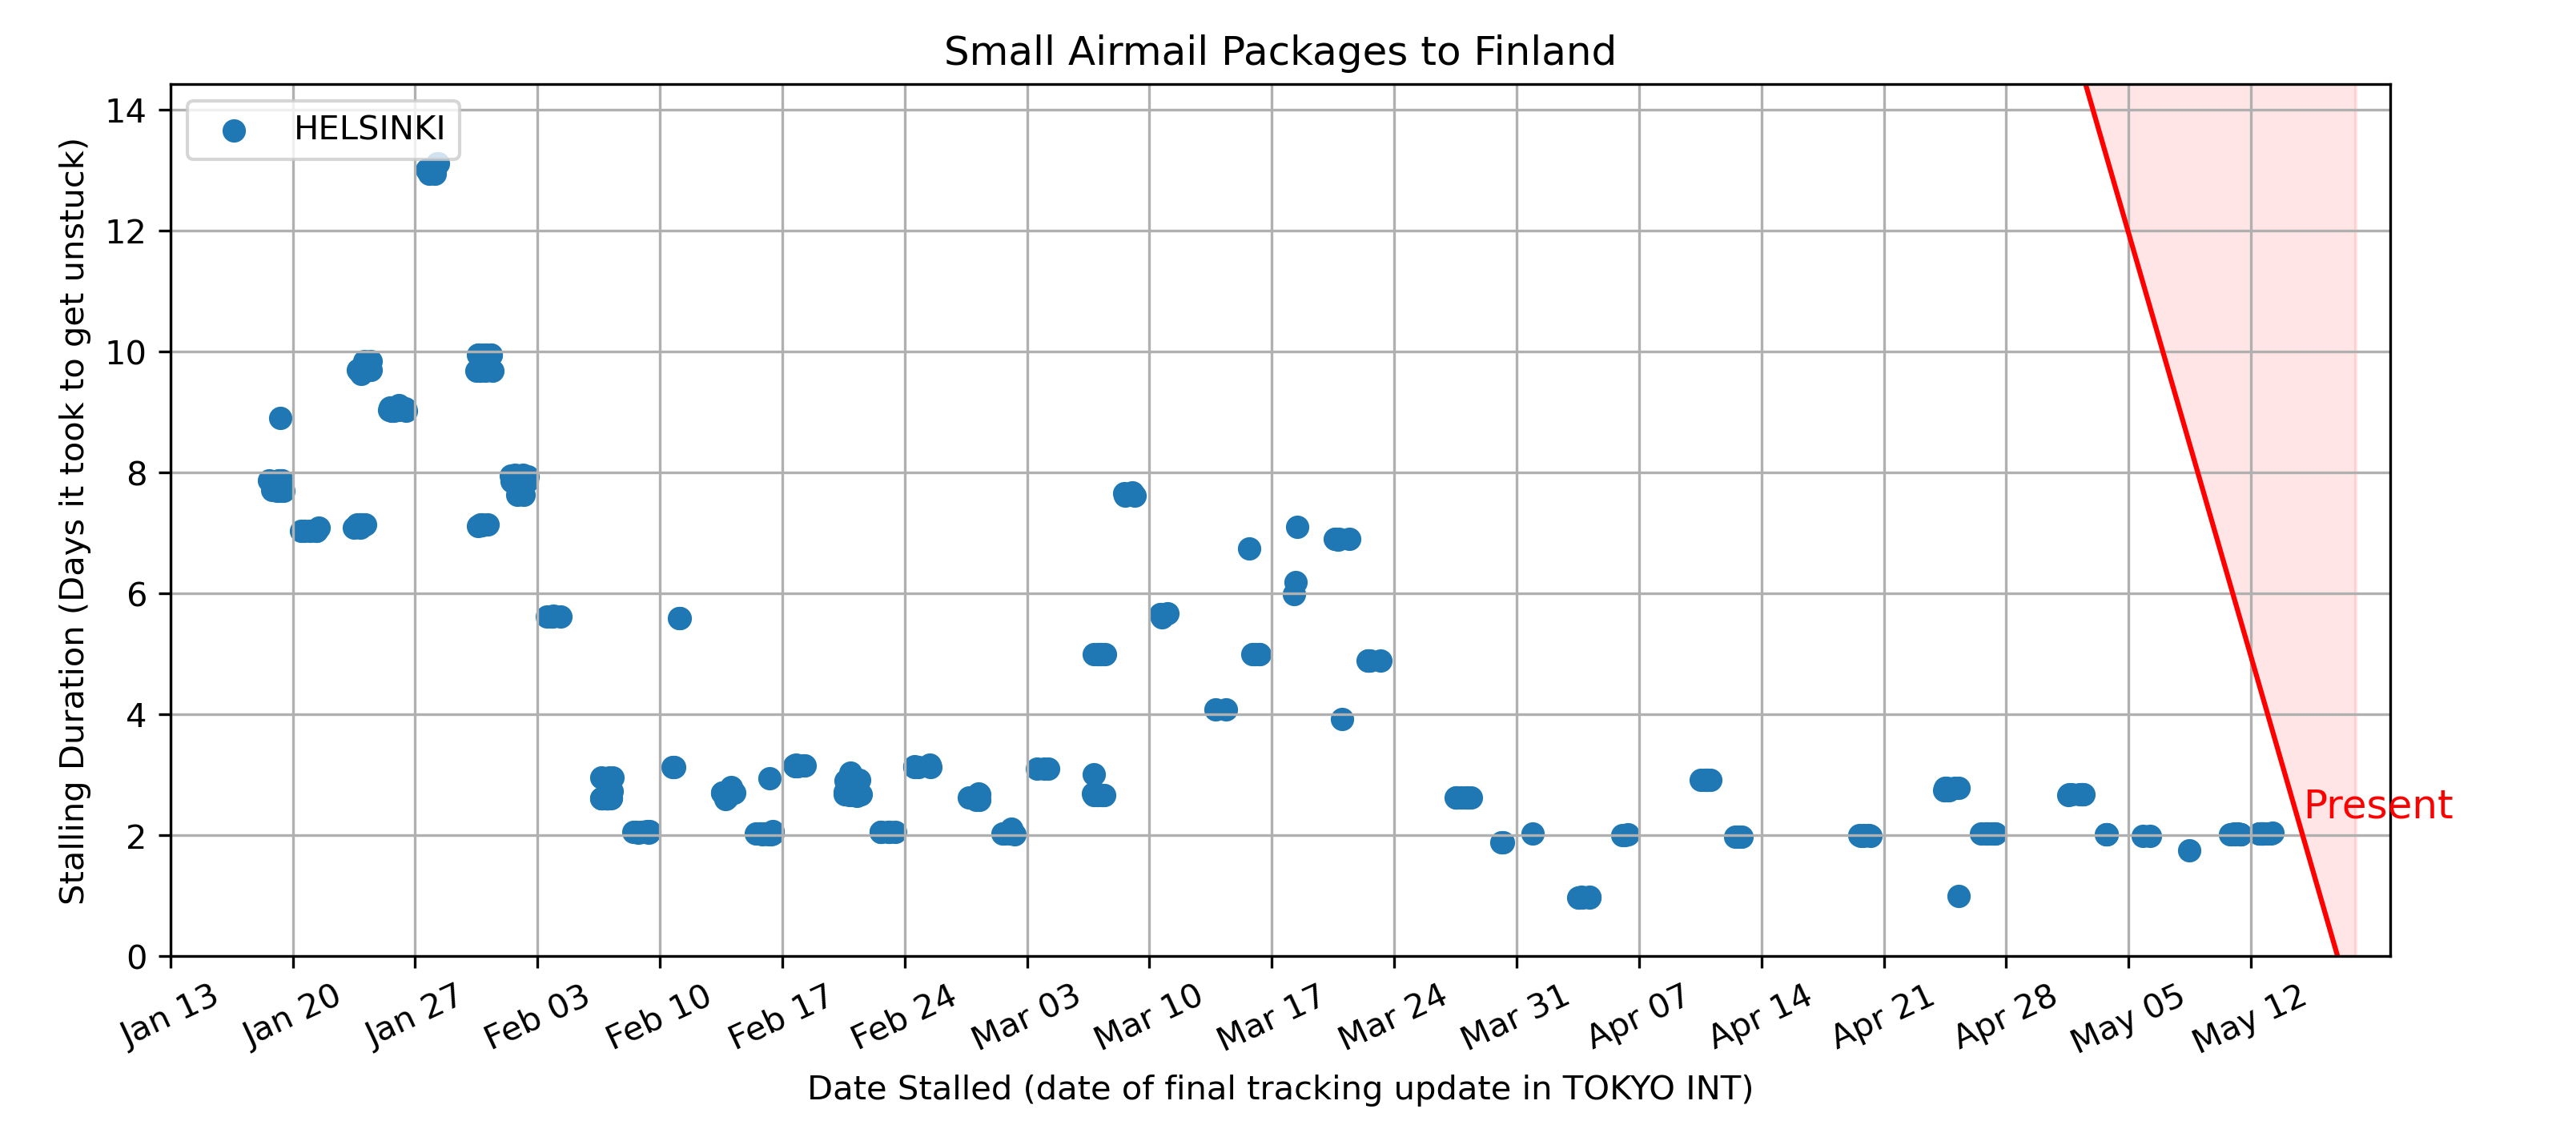 Small Airmail Packages to Finland
HELSINKI
Stalling Duration (Days it took to get unstuck)
14
12
10
8
6
4
2
0
Present
Jan 13
Jan 20
Jan 27
Feb 03
Feb 10
Feb 17
Feb 24
Mar 03
Mar 10
Mar 17
Mar 24
Mar 31
Apr 07
Apr 14
Apr 21
Apr 28
May 05
May 12
Date Stalled (date of final tracking update in TOKYO INT)